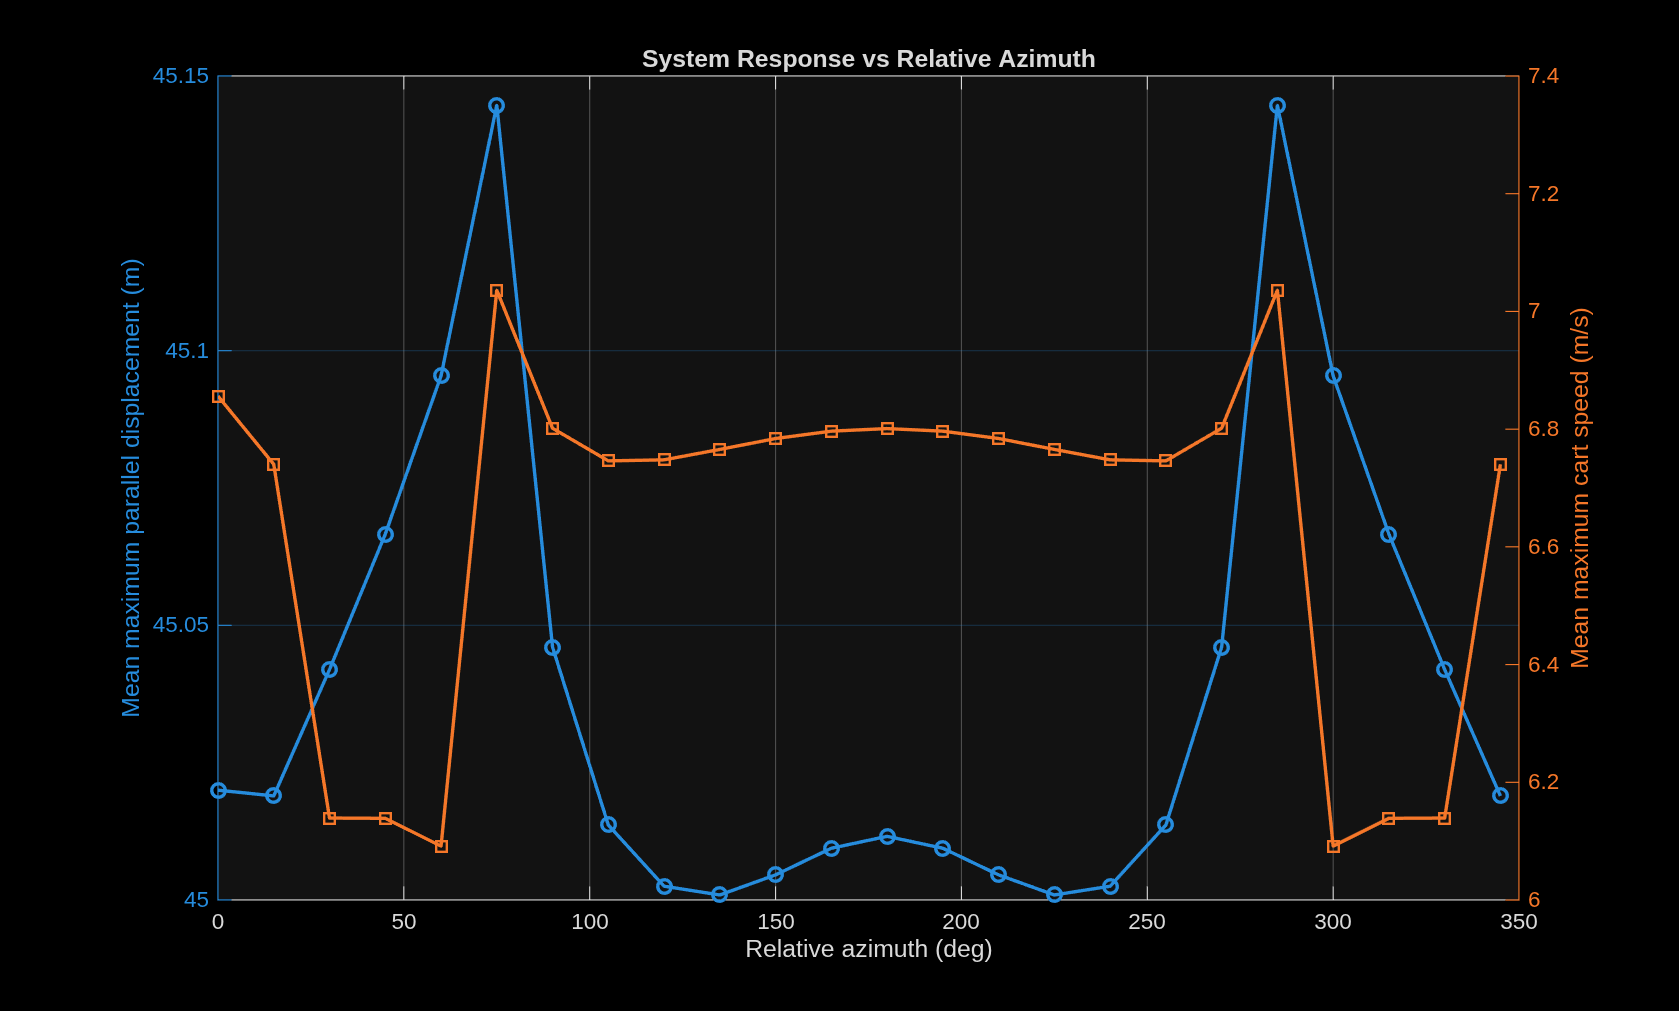 System Response vs Relative Azimuth
45.15
45.1
45.05
45
Mean maximum parallel displacement (m)
7.4
7.2
7
6.8
6.6
6.4
6.2
6
Mean maximum cart speed (m/s)
0 50 100 150 200 250 300 350
Relative azimuth (deg)